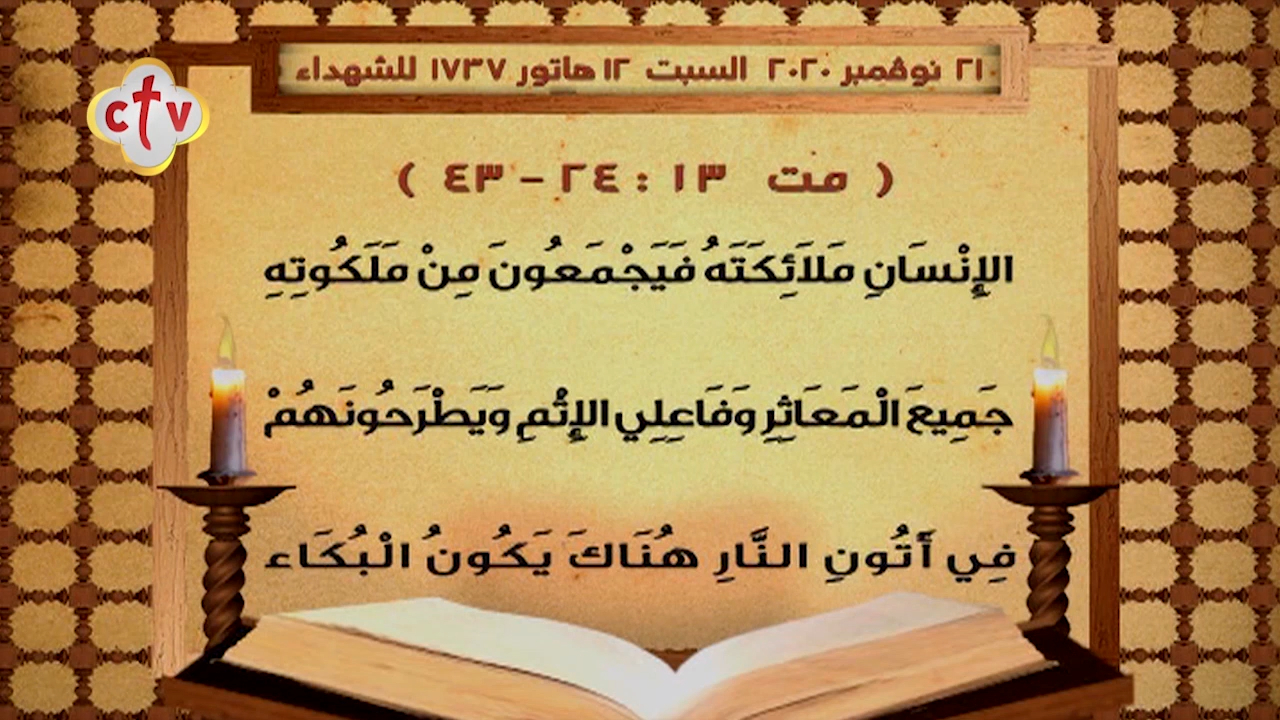 ٢١ نوفمبر ٢٠٢٠ السبت ١٢ هاتور ١٧٣٧ للشهداء
ctv
( مت ١٣ : ٢٤ - ٤٣ )
الإِنْسَانِ مَلاَئِكَتَهُ فَيَجْمَعُونَ مِنْ مَلَكُوتِهِ
جَمِيعَ الْمَعَاثِرِ وَفَاعِلِي الإِثْمِ وَيَطْرَحُونَهُمْ
فِي أَتُونِ النَّارِ هُنَاكَ يَكُونُ الْبُكَاء